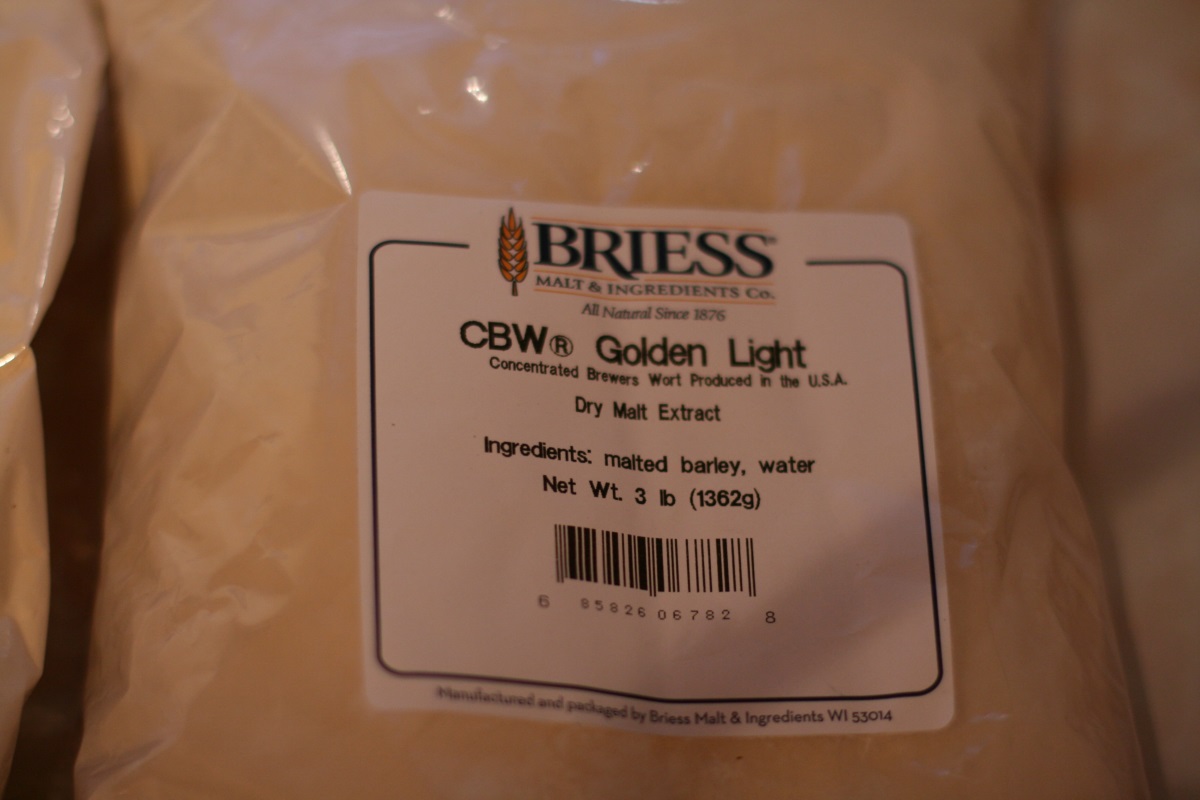 BRIESS®
MALT & INGREDIENTS Co.
All Natural Since 1876
CBW® Golden Light
Concentrated Brewers Wort Produced in the U.S.A.
Dry Malt Extract
Ingredients: malted barley, water
Net Wt. 3 lb (1362g)
6 85826 06782 8
Manufactured and packaged by Briess Malt & Ingredients WI 53014